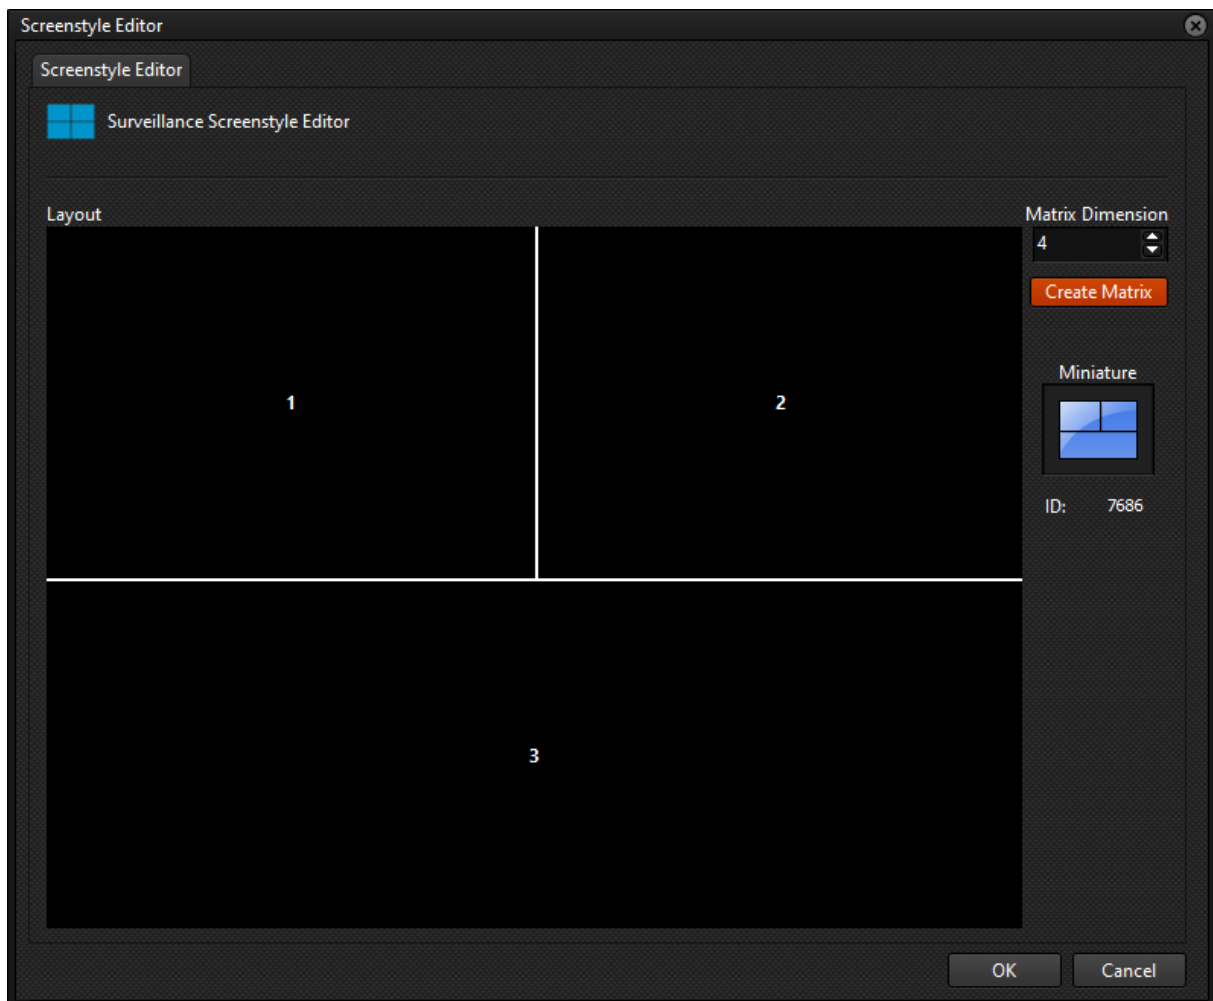 Screenstyle Editor
Screenstyle Editor
Surveillance Screenstyle Editor
Layout
Matrix Dimension
4
Create Matrix
Miniature
1
2
ID: 7686
3
OK
Cancel